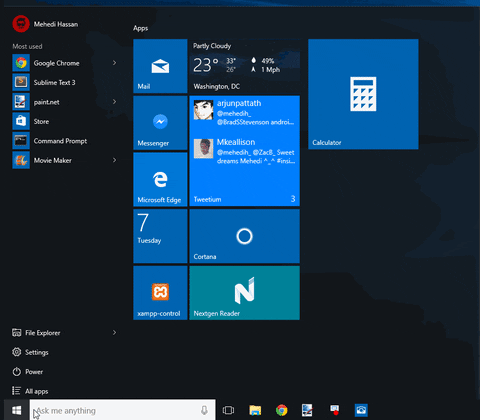 Mehedi Hassan
Most used
Google Chrome
Sublime Text 3
paint.net
Store
Command Prompt
Movie Maker
File Explorer
Settings
Power
All apps
Ask me anything
Apps
Mail
Partly Cloudy
23° 33° 49%
26° 1 Mph
Washington, DC
Calculator
Messenger
arjunpattath
@mehedih_
@BradSStevenson androi...
Mkeallison
@mehedih_ @ZacB_ Sweet
dreams Mehedi ^_^ #insi...
Tweetium 3
Microsoft Edge
7
Tuesday
Cortana
xampp-control
Nextgen Reader